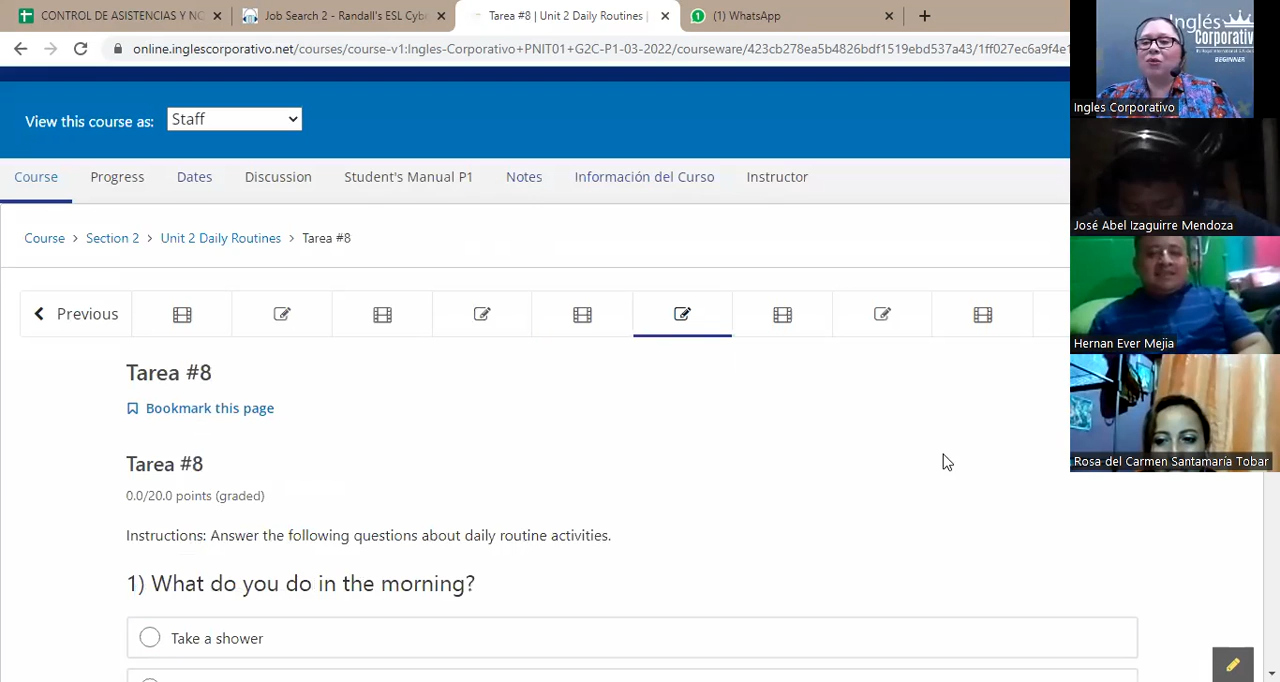 CONTROL DE ASISTENCIAS Y NC
Job Search 2 - Randall's ESL Cybe
Tarea #8 | Unit 2 Daily Routines |
(1) WhatsApp
online.inglescorporativo.net/courses/course-v1:Ingles-Corporativo+PNIT01+G2C-P1-03-2022/courseware/423cb278ea5b4826bdf1519ebd537a43/1ff027ec6a9f4e1
View this course as:
Staff
Course
Progress
Dates
Discussion
Student's Manual P1
Notes
Información del Curso
Instructor
Course > Section 2 > Unit 2 Daily Routines > Tarea #8
Previous
Tarea #8
Bookmark this page
Tarea #8
0.0/20.0 points (graded)
Instructions: Answer the following questions about daily routine activities.
1) What do you do in the morning?
Take a shower
Inglés
Corporativo
BEGINNER
Ingles Corporativo
José Abel Izaguirre Mendoza
Hernan Ever Mejia
Rosa del Carmen Santamaría Tobar